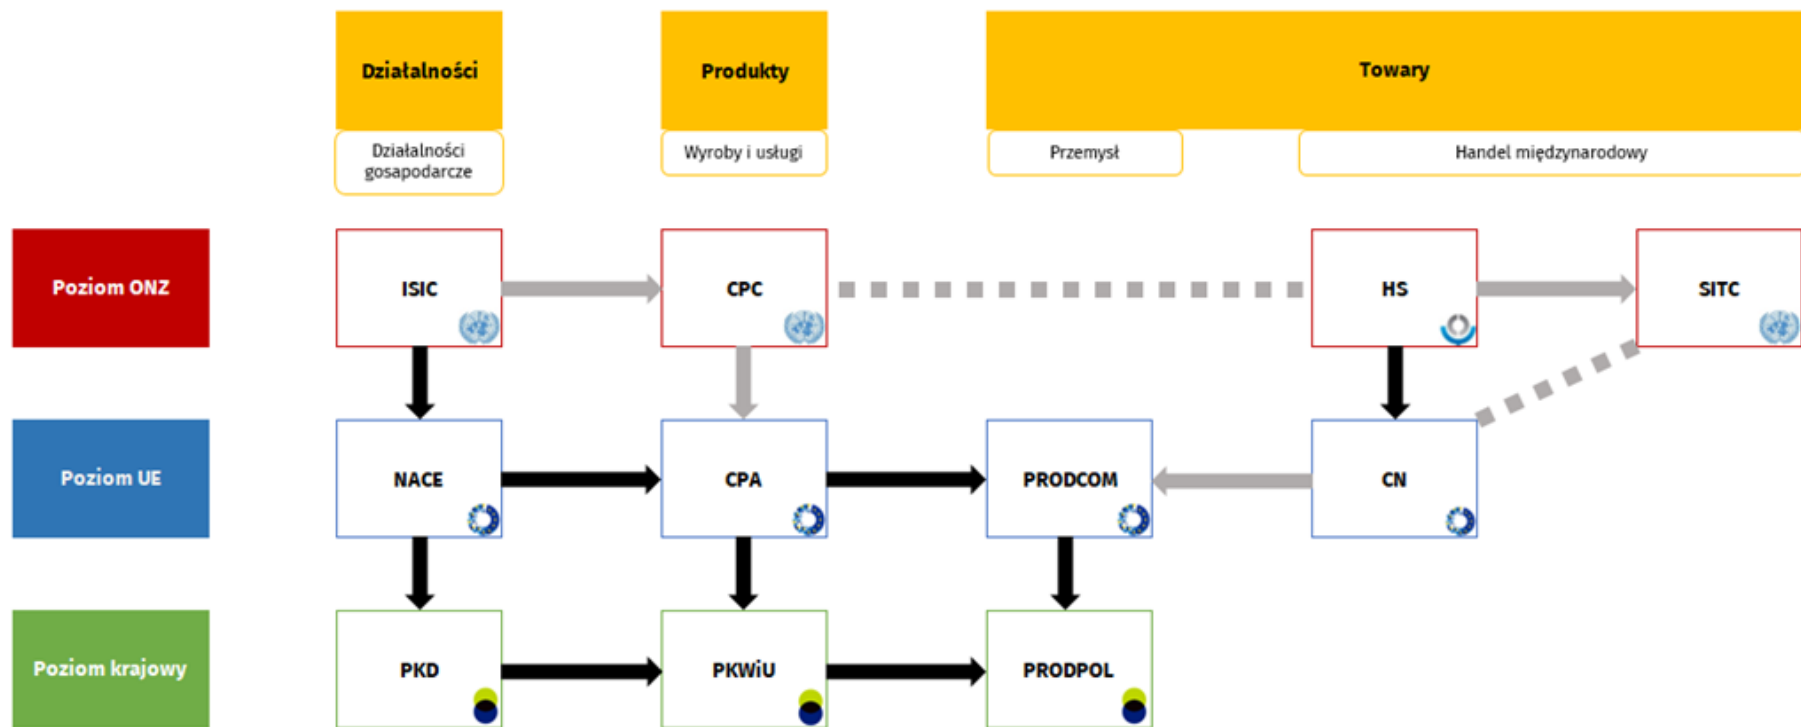 Działalności
Produkty
Towary
Działalności
gosapodarcze
Wyroby i usługi
Przemysł
Handel międzynarodowy
Poziom ONZ
ISIC
CPC
HS
SITC
Poziom UE
NACE
CPA
PRODCOM
CN
Poziom krajowy
PKD
PKWiU
PRODPOL